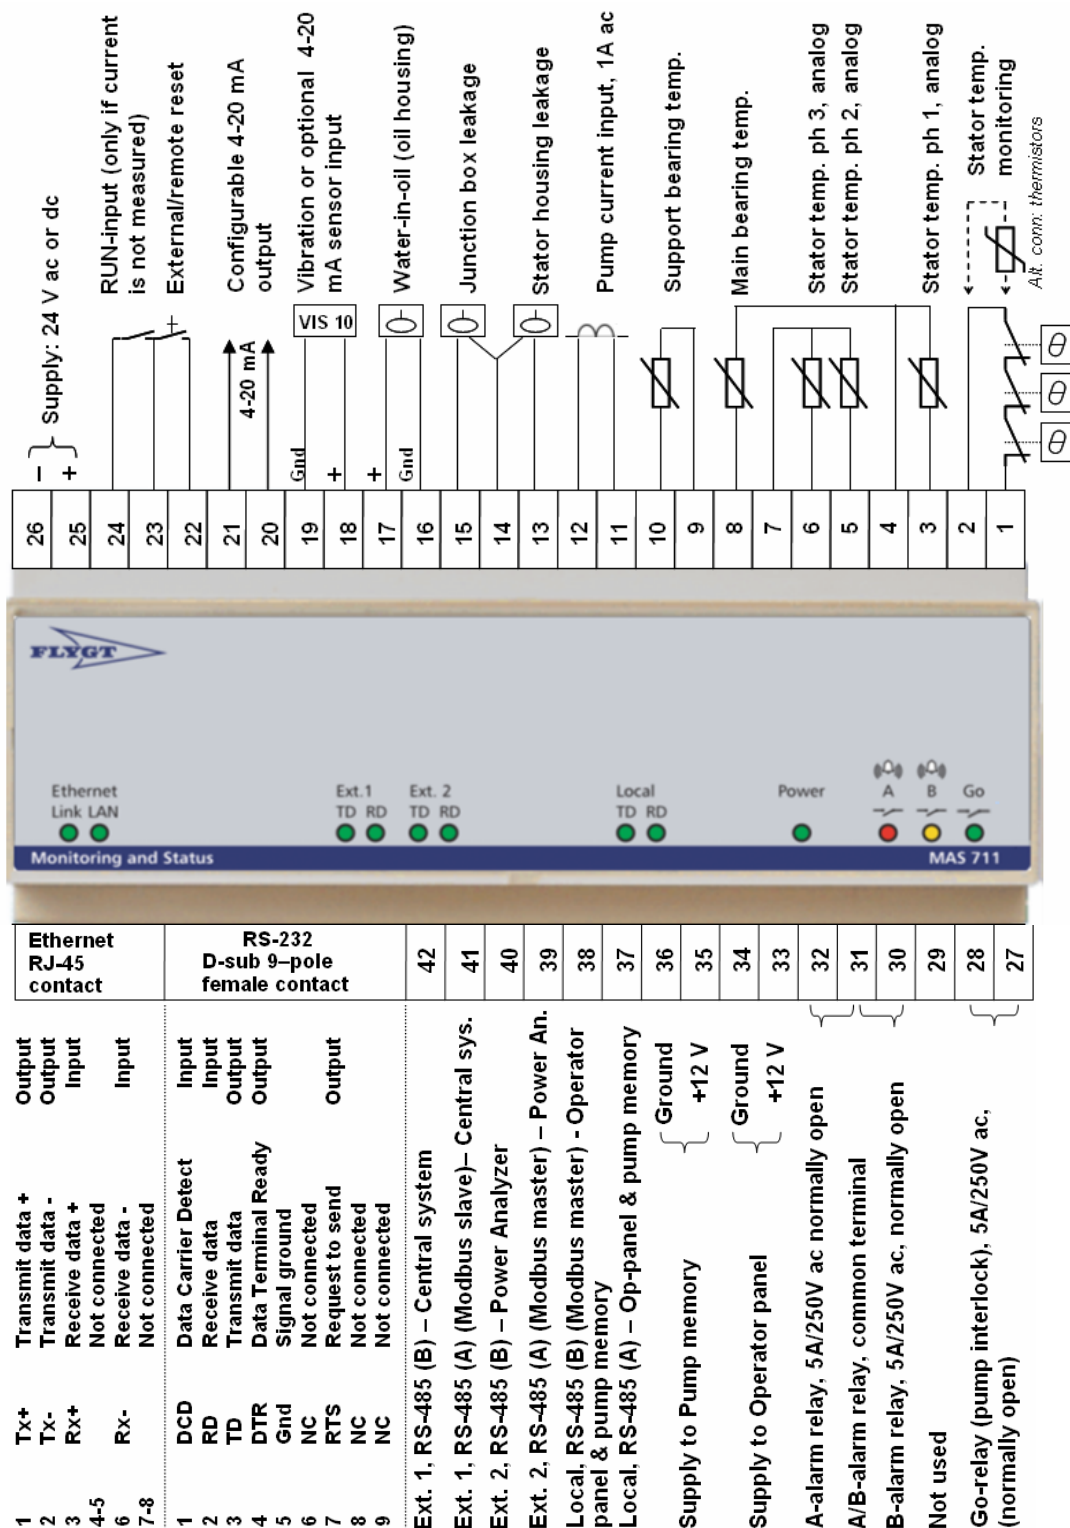 Supply: 24 V ac or dc
−
+
RUN-input (only if current
is not measured)
External/remote reset
+
Configurable 4-20 mA
output
4-20 mA
Vibration or optional 4-20
mA sensor input
VIS 10
Gnd
+
Water-in-oil (oil housing)
+
Gnd
Junction box leakage
Stator housing leakage
Pump current input, 1A ac
Support bearing temp.
Main bearing temp.
Stator temp. ph 3, analog
Stator temp. ph 2, analog
Stator temp. ph 1, analog
Stator temp.
monitoring
Alt. conn: thermistors
θ
θ
θ
26
25
24
23
22
21
20
19
18
17
16
15
14
13
12
11
10
9
8
7
6
5
4
3
2
1
FLYGT
Ethernet
Link LAN
Ext.1
TD RD
Ext. 2
TD RD
Local
TD RD
Power
A
B
Go
Monitoring and Status
MAS 711
Ethernet
RJ-45
contact
RS-232
D-sub 9–pole
female contact
42
41
40
39
38
37
36
35
34
33
32
31
30
29
28
27
1 Tx+ Transmit data + Output
2 Tx- Transmit data - Output
3 Rx+ Receive data + Input
4-5 Not connected
6 Rx- Receive data - Input
7-8 Not connected
1 DCD Data Carrier Detect Input
2 RD Receive data Input
3 TD Transmit data Output
4 DTR Data Terminal Ready Output
5 Gnd Signal ground
6 NC Not connected
7 RTS Request to send Output
8 NC Not connected
9 NC Not connected
Ext. 1, RS-485 (B) – Central system
Ext. 1, RS-485 (A) (Modbus slave)– Central sys.
Ext. 2, RS-485 (B) – Power Analyzer
Ext. 2, RS-485 (A) (Modbus master) – Power An.
Local, RS-485 (B) (Modbus master) - Operator
panel & pump memory
Local, RS-485 (A) – Op-panel & pump memory
Supply to Pump memory
Ground
+12 V
Supply to Operator panel
Ground
+12 V
A-alarm relay, 5A/250V ac normally open
A/B-alarm relay, common terminal
B-alarm relay, 5A/250V ac, normally open
Not used
Go-relay (pump interlock), 5A/250V ac,
(normally open)